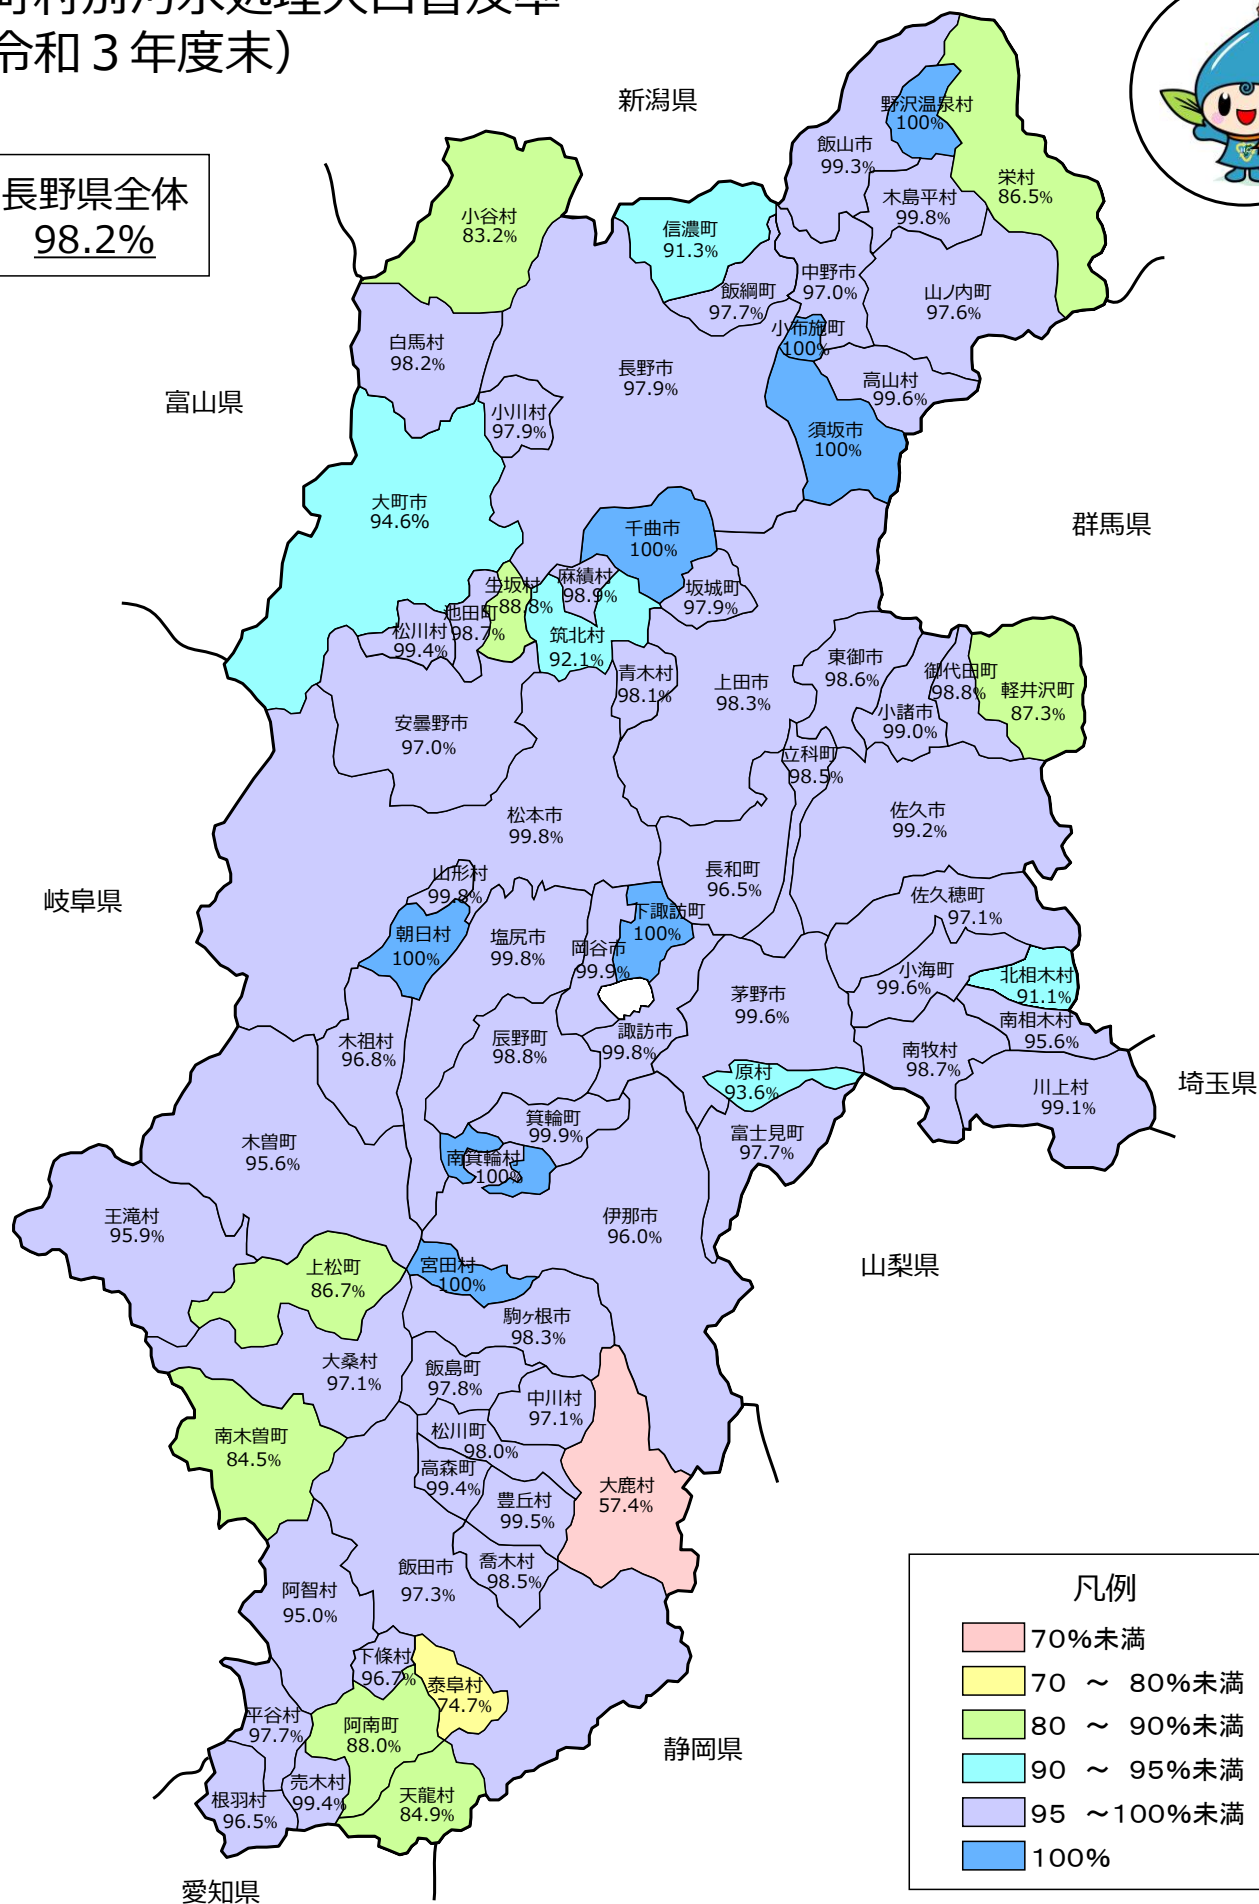 町村別汚水処理人口普及率
令和３年度末）
長野県全体
98.2%
新潟県
富山県
群馬県
岐阜県
埼玉県
山梨県
静岡県
愛知県
野沢温泉村
100%
飯山市
99.3%
栄村
86.5%
木島平村
99.8%
小谷村
83.2%
信濃町
91.3%
中野市
97.0%
飯綱町
97.7%
山ノ内町
97.6%
小布施町
100%
白馬村
98.2%
長野市
97.9%
高山村
99.6%
小川村
97.9%
須坂市
100%
大町市
94.6%
千曲市
100%
麻績村
98.9%
生坂村
88.8%
坂城町
97.9%
池田町
98.7%
松川村
99.4%
筑北村
92.1%
青木村
98.1%
上田市
98.3%
東御市
98.6%
御代田町
98.8%
軽井沢町
87.3%
小諸市
99.0%
安曇野市
97.0%
立科町
98.5%
松本市
99.8%
佐久市
99.2%
山形村
99.8%
長和町
96.5%
佐久穂町
97.1%
朝日村
100%
塩尻市
99.8%
岡谷市
99.9%
下諏訪町
100%
小海町
99.6%
北相木村
91.1%
茅野市
99.6%
南相木村
95.6%
木祖村
96.8%
辰野町
98.8%
諏訪市
99.8%
南牧村
98.7%
原村
93.6%
川上村
99.1%
箕輪町
99.9%
富士見町
97.7%
木曽町
95.6%
南箕輪村
100%
王滝村
95.9%
伊那市
96.0%
上松町
86.7%
宮田村
100%
駒ヶ根市
98.3%
大桑村
97.1%
飯島町
97.8%
中川村
97.1%
南木曽町
84.5%
松川町
98.0%
高森町
99.4%
豊丘村
99.5%
大鹿村
57.4%
喬木村
98.5%
飯田市
97.3%
阿智村
95.0%
下條村
96.7%
泰阜村
74.7%
平谷村
97.7%
阿南町
88.0%
売木村
99.4%
根羽村
96.5%
天龍村
84.9%
凡例
70%未満
70 ～ 80%未満
80 ～ 90%未満
90 ～ 95%未満
95 ～100%未満
100%